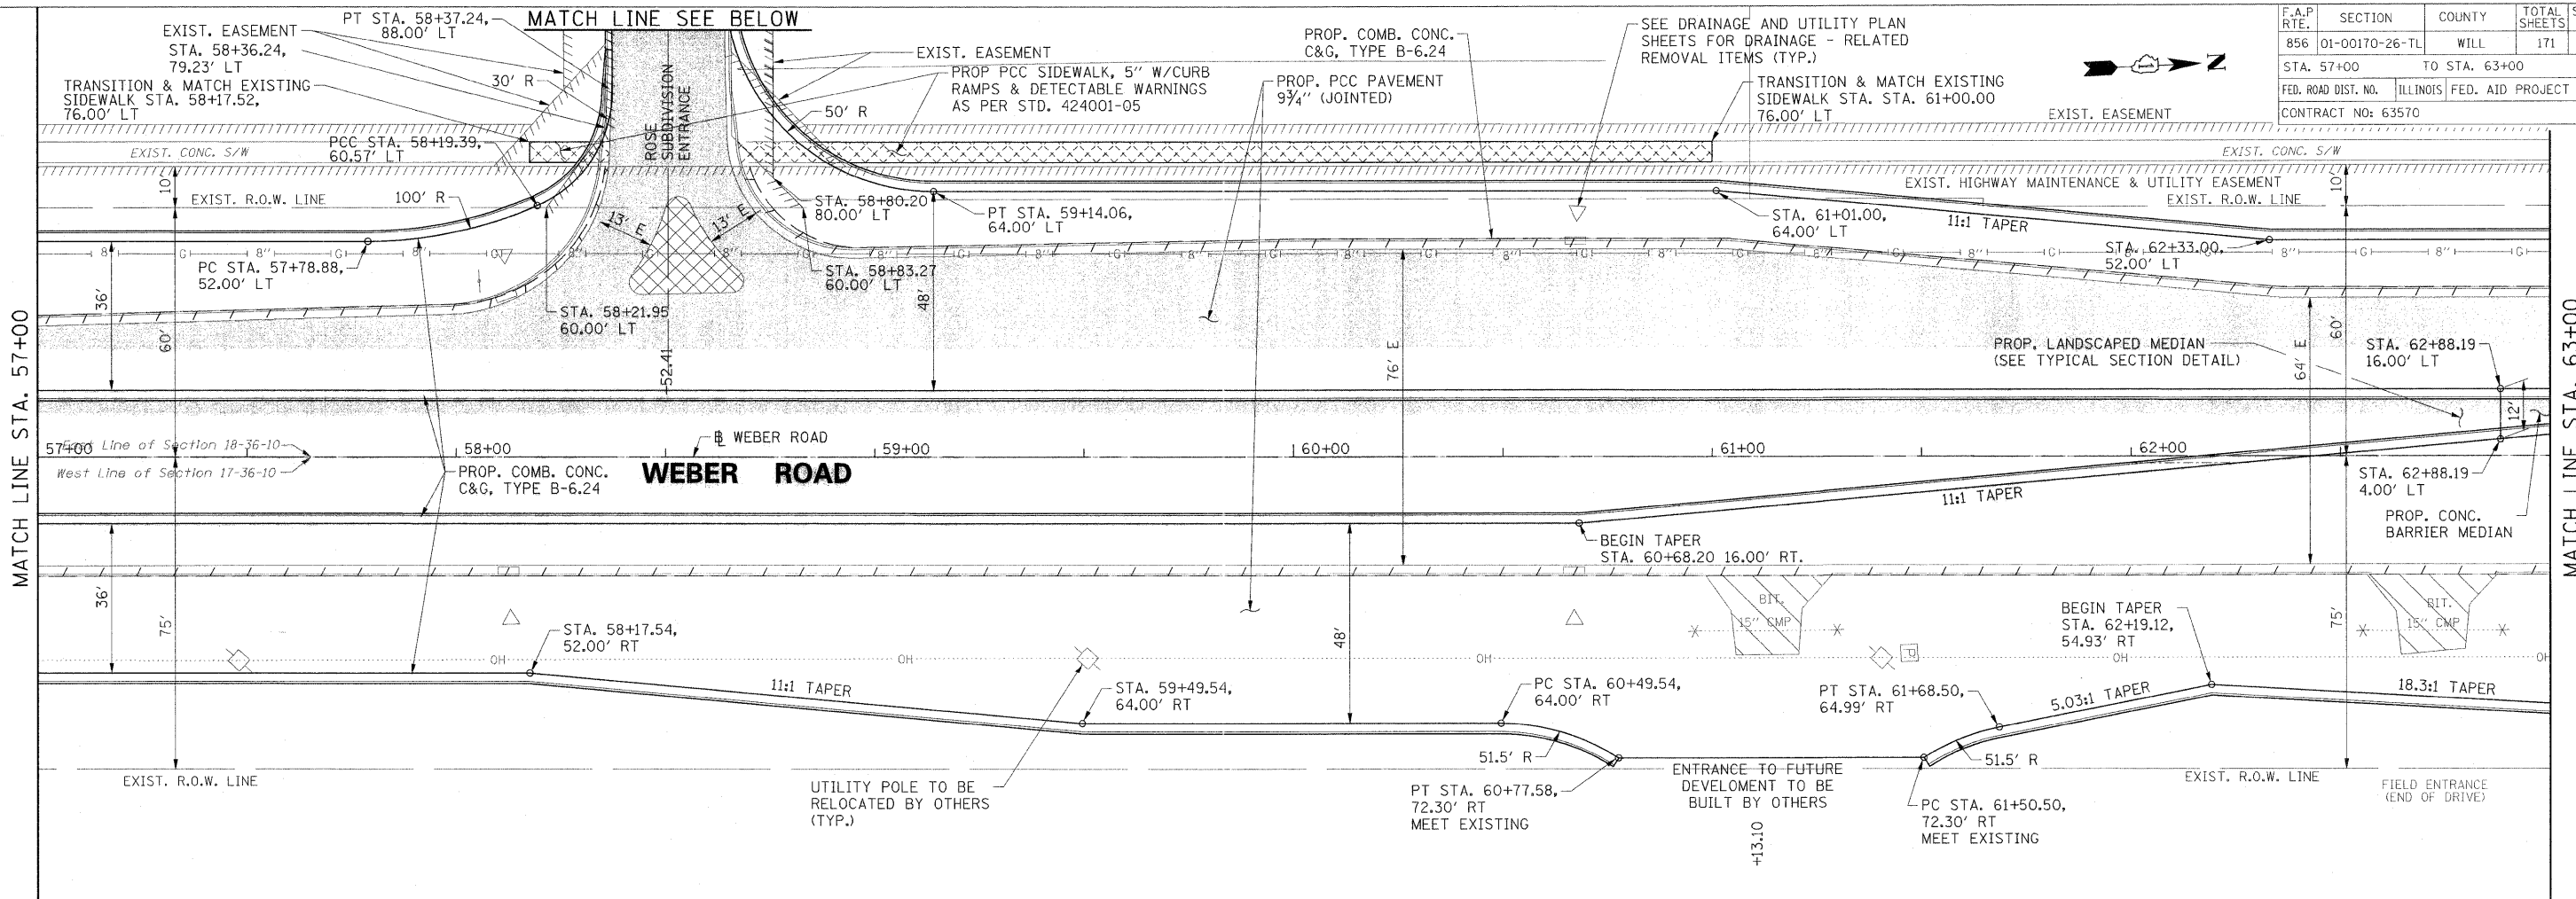 MATCH LINE SEE BELOW
PT STA. 58+37.24,
88.00' LT
EXIST. EASEMENT
STA. 58+36.24,
79.23' LT
TRANSITION & MATCH EXISTING
SIDEWALK STA. 58+17.52,
76.00' LT
30' R
PCC STA. 58+19.39,
60.57' LT
EXIST. CONC. S/W
10'
EXIST. R.O.W. LINE
100' R
ROSE
SUBDIVISION
ENTRANCE
EXIST. EASEMENT
PROP PCC SIDEWALK, 5" W/CURB
RAMPS & DETECTABLE WARNINGS
AS PER STD. 424001-05
50' R
PROP. COMB. CONC.
C&G, TYPE B-6.24
PROP. PCC PAVEMENT
9¾" (JOINTED)
SEE DRAINAGE AND UTILITY PLAN
SHEETS FOR DRAINAGE - RELATED
REMOVAL ITEMS (TYP.)
TRANSITION & MATCH EXISTING
SIDEWALK STA. STA. 61+00.00
76.00' LT
N
EXIST. EASEMENT
F.A.P
RTE.
SECTION
COUNTY
TOTAL
SHEETS
856
01-00170-26-TL
WILL
171
STA. 57+00
TO STA. 63+00
FED. ROAD DIST. NO.
ILLINOIS
FED. AID PROJECT
CONTRACT NO: 63570
EXIST. CONC. S/W
EXIST. HIGHWAY MAINTENANCE & UTILITY EASEMENT
EXIST. R.O.W. LINE
10'
13' E
13' E
STA. 58+80.20
80.00' LT
PT STA. 59+14.06,
64.00' LT
STA. 61+01.00,
64.00' LT
11:1 TAPER
STA. 62+33.00,
52.00' LT
PC STA. 57+78.88,
52.00' LT
STA. 58+83.27
60.00' LT
STA. 58+21.95
60.00' LT
8" G 8" G 8" G
36'
60'
48'
+52.41
76' E
64' E
60'
PROP. LANDSCAPED MEDIAN
(SEE TYPICAL SECTION DETAIL)
STA. 62+88.19
16.00' LT
12'
MATCH LINE STA. 57+00
MATCH LINE STA. 63+00
57+00
East Line of Section 18-36-10
West Line of Section 17-36-10
58+00
59+00
60+00
61+00
62+00
WEBER ROAD
WEBER ROAD
PROP. COMB. CONC.
C&G, TYPE B-6.24
11:1 TAPER
STA. 62+88.19
4.00' LT
PROP. CONC.
BARRIER MEDIAN
BEGIN TAPER
STA. 60+68.20 16.00' RT.
36'
75'
48'
75'
BIT.
15" CMP
BIT.
15" CMP
OH
OH
OH
OH
OH
STA. 58+17.54,
52.00' RT
11:1 TAPER
STA. 59+49.54,
64.00' RT
PC STA. 60+49.54,
64.00' RT
PT STA. 61+68.50,
64.99' RT
BEGIN TAPER
STA. 62+19.12,
54.93' RT
5.03:1 TAPER
18.3:1 TAPER
51.5' R
51.5' R
EXIST. R.O.W. LINE
UTILITY POLE TO BE
RELOCATED BY OTHERS
(TYP.)
PT STA. 60+77.58,
72.30' RT
MEET EXISTING
ENTRANCE TO FUTURE
DEVELOMENT TO BE
BUILT BY OTHERS
+13.10
PC STA. 61+50.50,
72.30' RT
MEET EXISTING
EXIST. R.O.W. LINE
FIELD ENTRANCE
(END OF DRIVE)